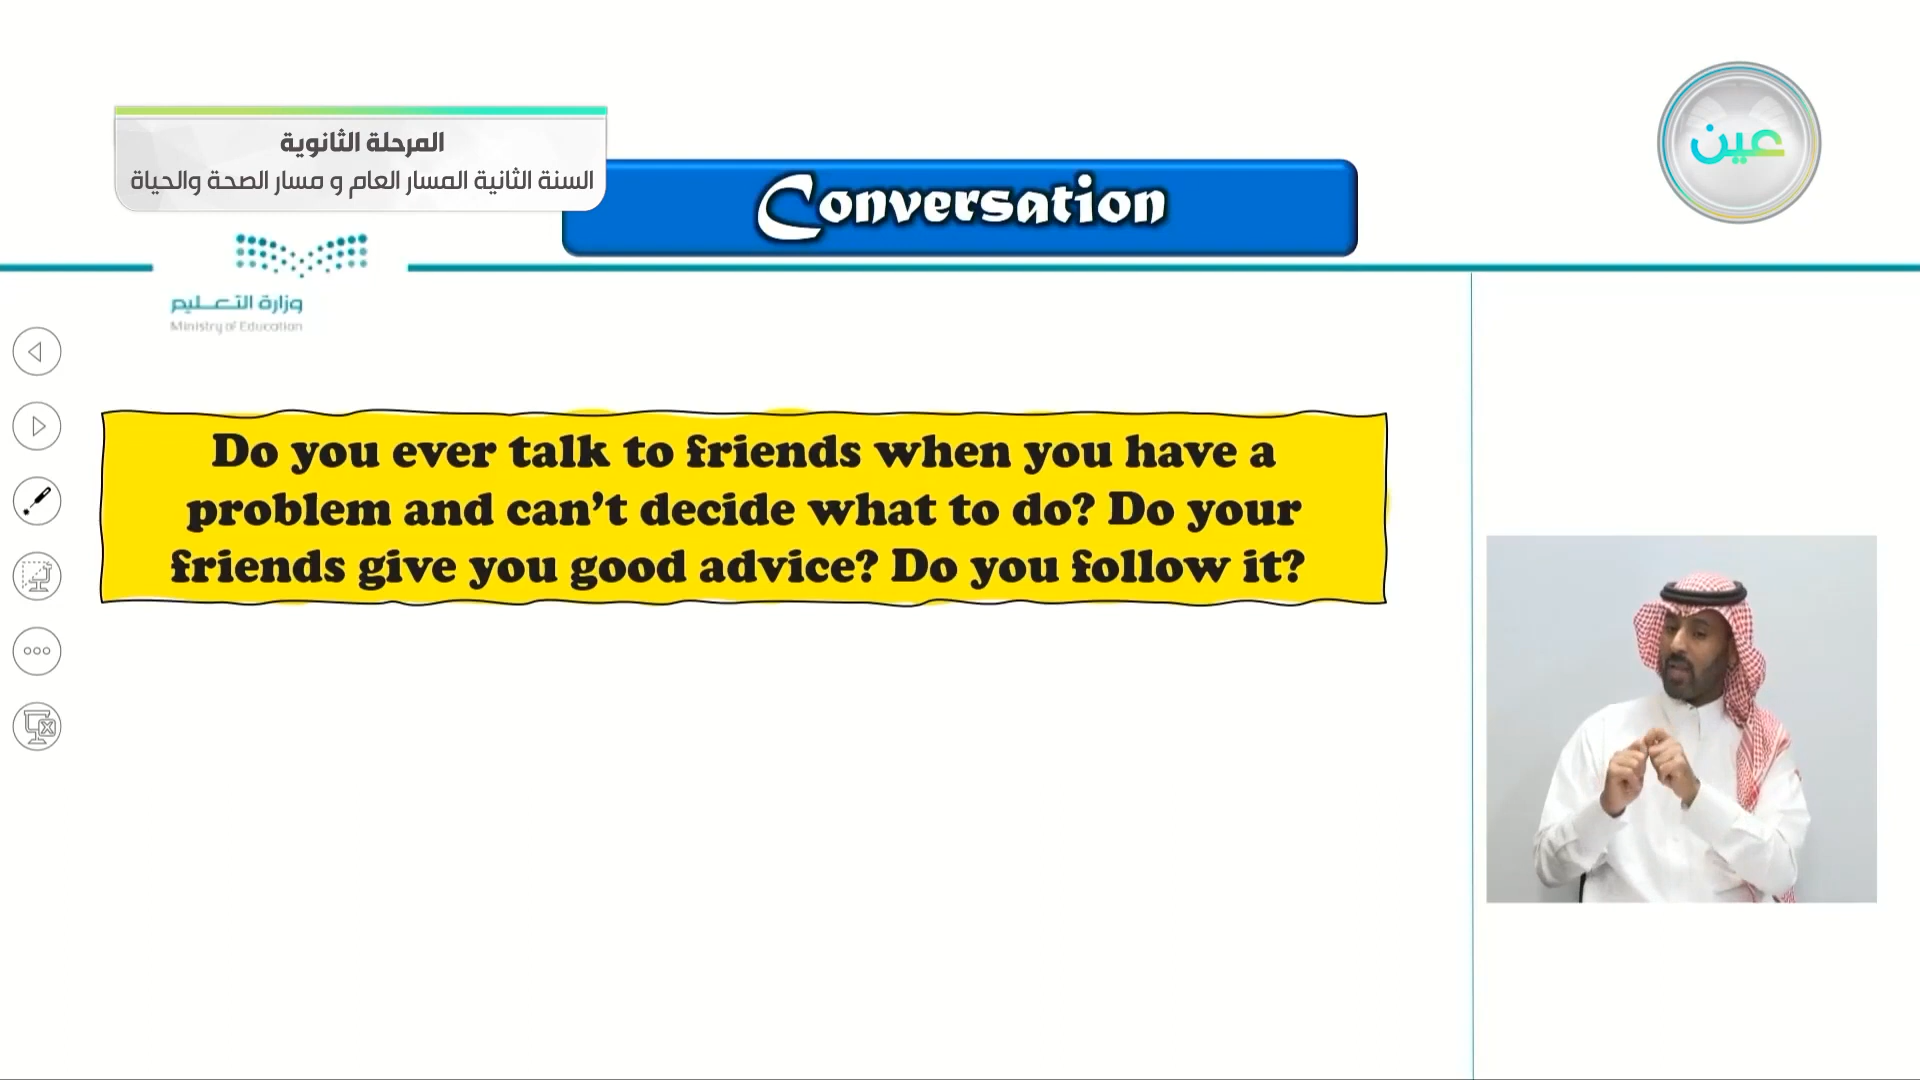 المرحلة الثانوية
السنة الثانية المسار العام و مسار الصحة والحياة
عين
Conversation
وزارة التعليم
Ministry of Education
Do you ever talk to friends when you have a
problem and can’t decide what to do? Do your
friends give you good advice? Do you follow it?